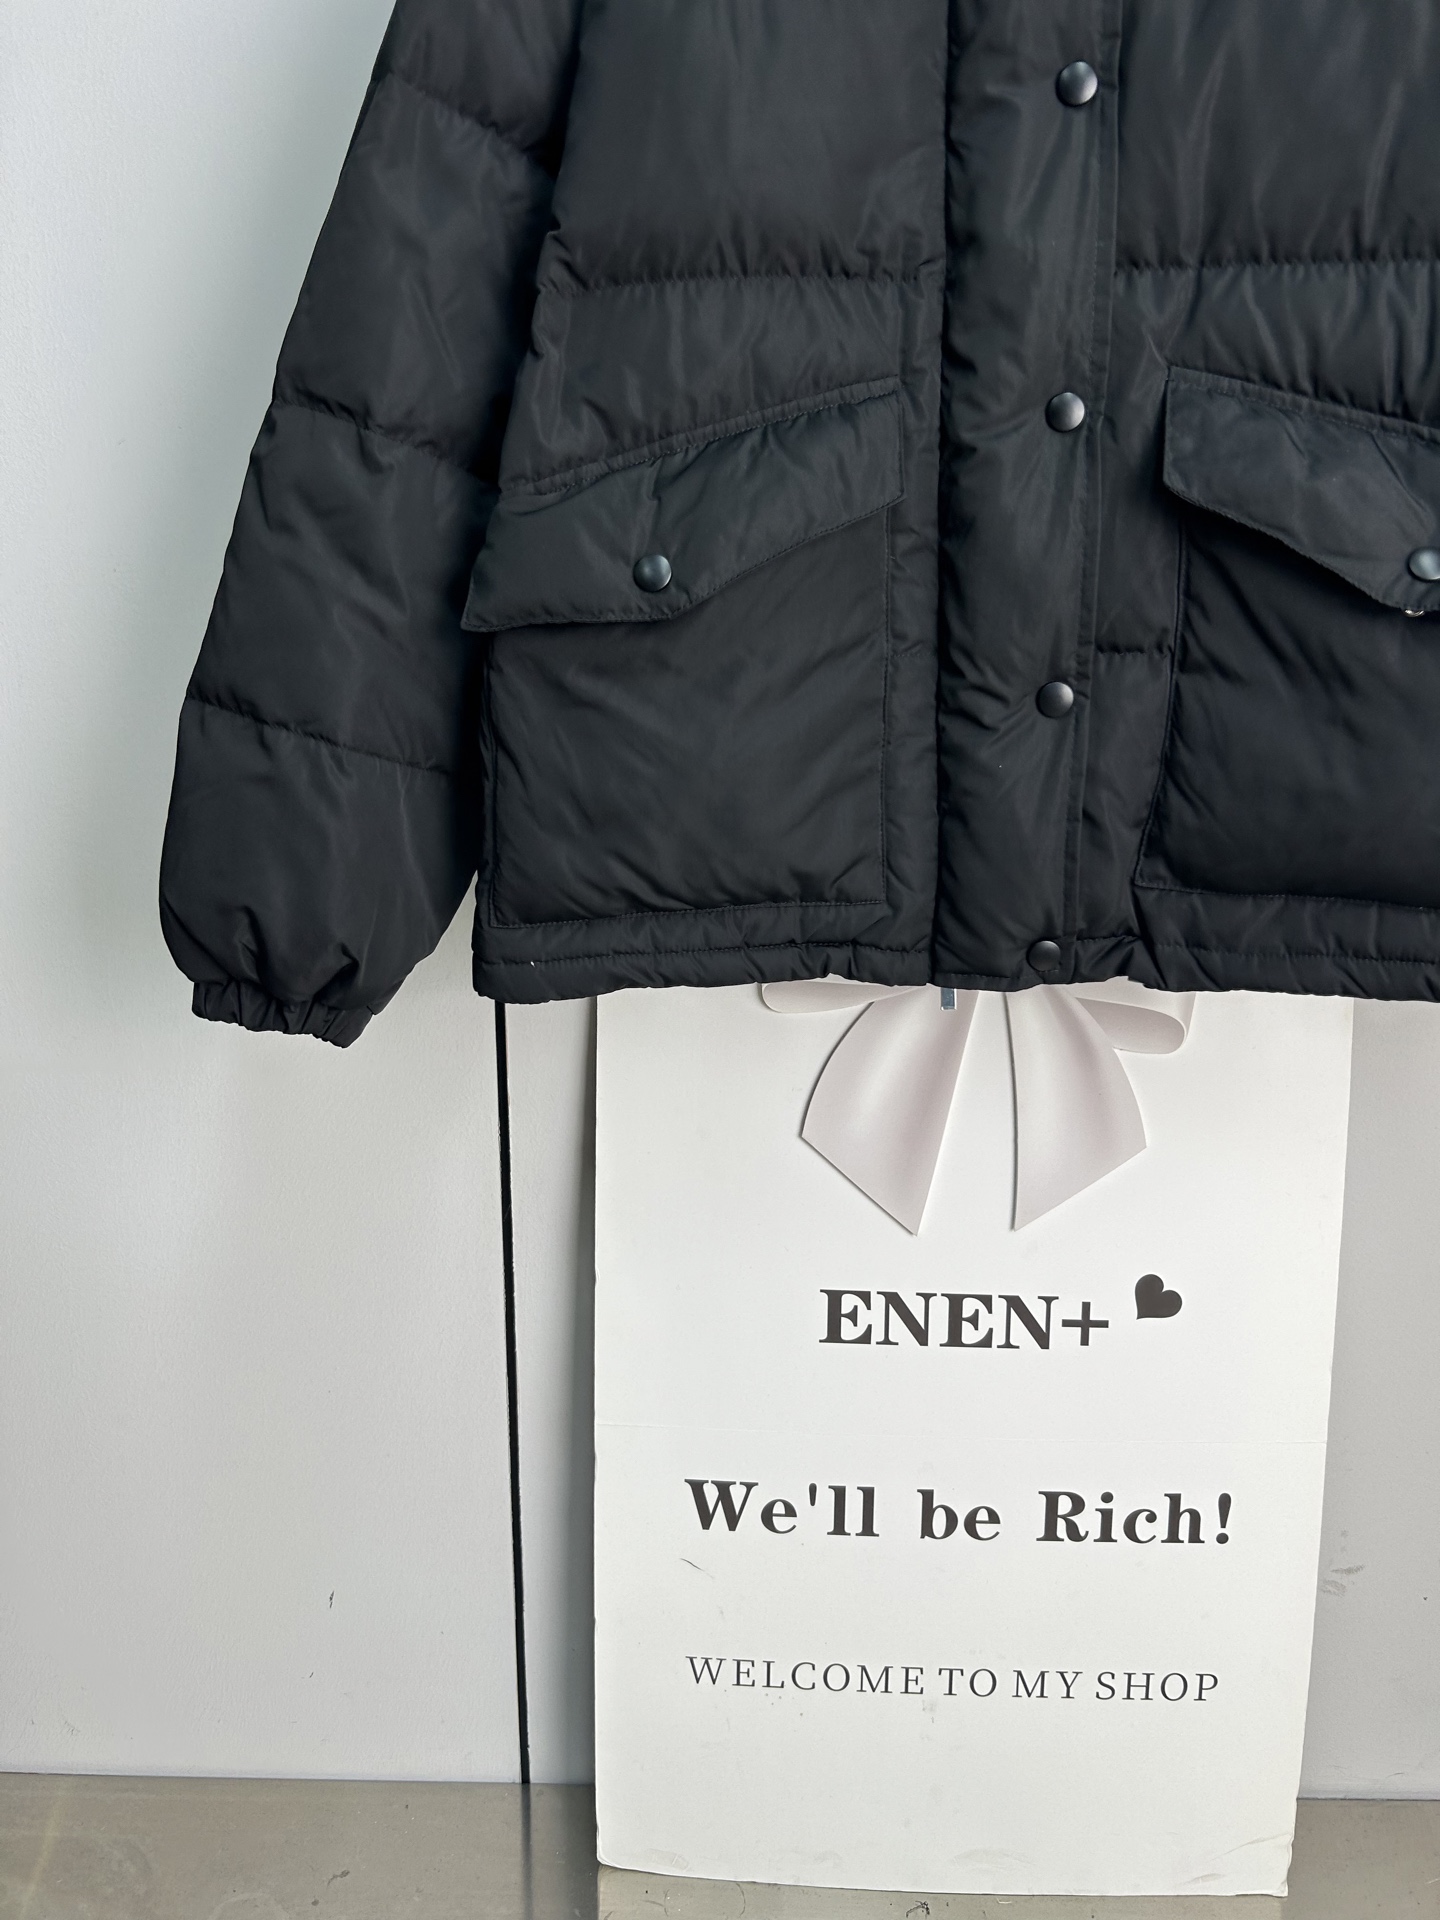 ENEN+
We'll be Rich!
WELCOME TO MY SHOP